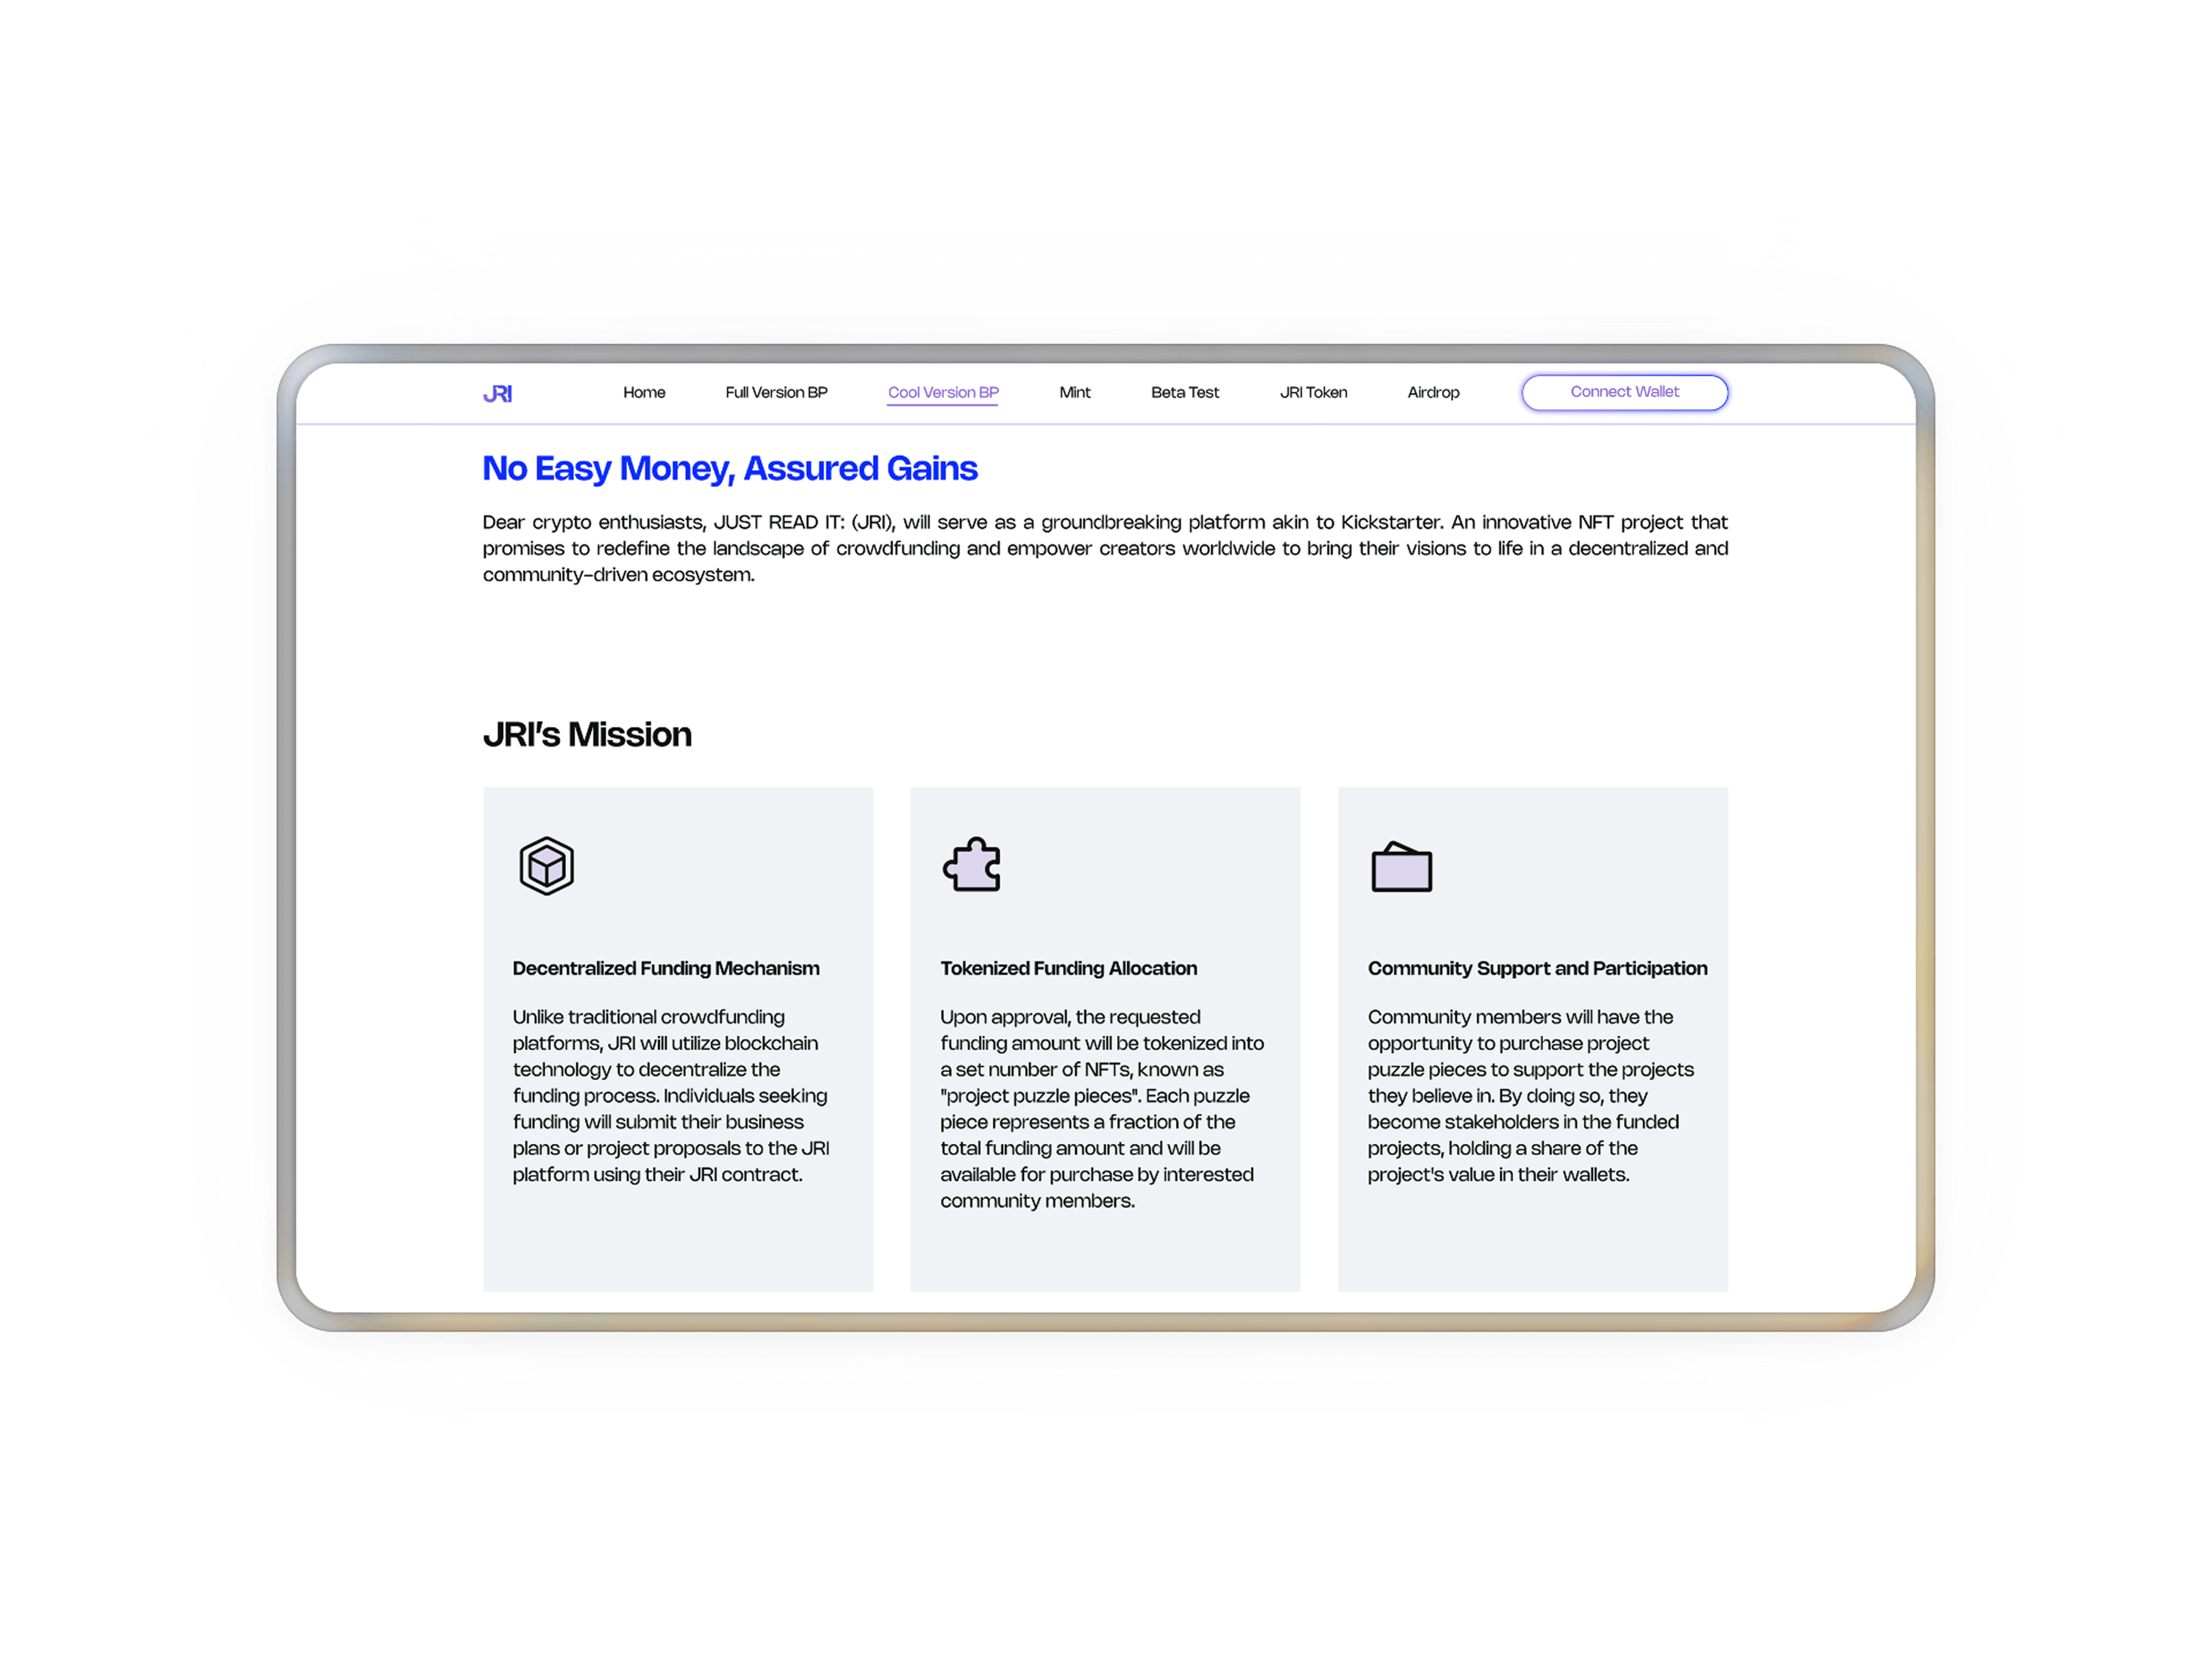 JRI Home Full Version BP Cool Version BP Mint Beta Test JRI Token Airdrop Connect Wallet
No Easy Money, Assured Gains
Dear crypto enthusiasts, JUST READ IT: (JRI), will serve as a groundbreaking platform akin to Kickstarter. An innovative NFT project that
promises to redefine the landscape of crowdfunding and empower creators worldwide to bring their visions to life in a decentralized and
community-driven ecosystem.
JRI's Mission
Decentralized Funding Mechanism
Unlike traditional crowdfunding
platforms, JRI will utilize blockchain
technology to decentralize the
funding process. Individuals seeking
funding will submit their business
plans or project proposals to the JRI
platform using their JRI contract.
Tokenized Funding Allocation
Upon approval, the requested
funding amount will be tokenized into
a set number of NFTs, known as
"project puzzle pieces". Each puzzle
piece represents a fraction of the
total funding amount and will be
available for purchase by interested
community members.
Community Support and Participation
Community members will have the
opportunity to purchase project
puzzle pieces to support the projects
they believe in. By doing so, they
become stakeholders in the funded
projects, holding a share of the
project's value in their wallets.